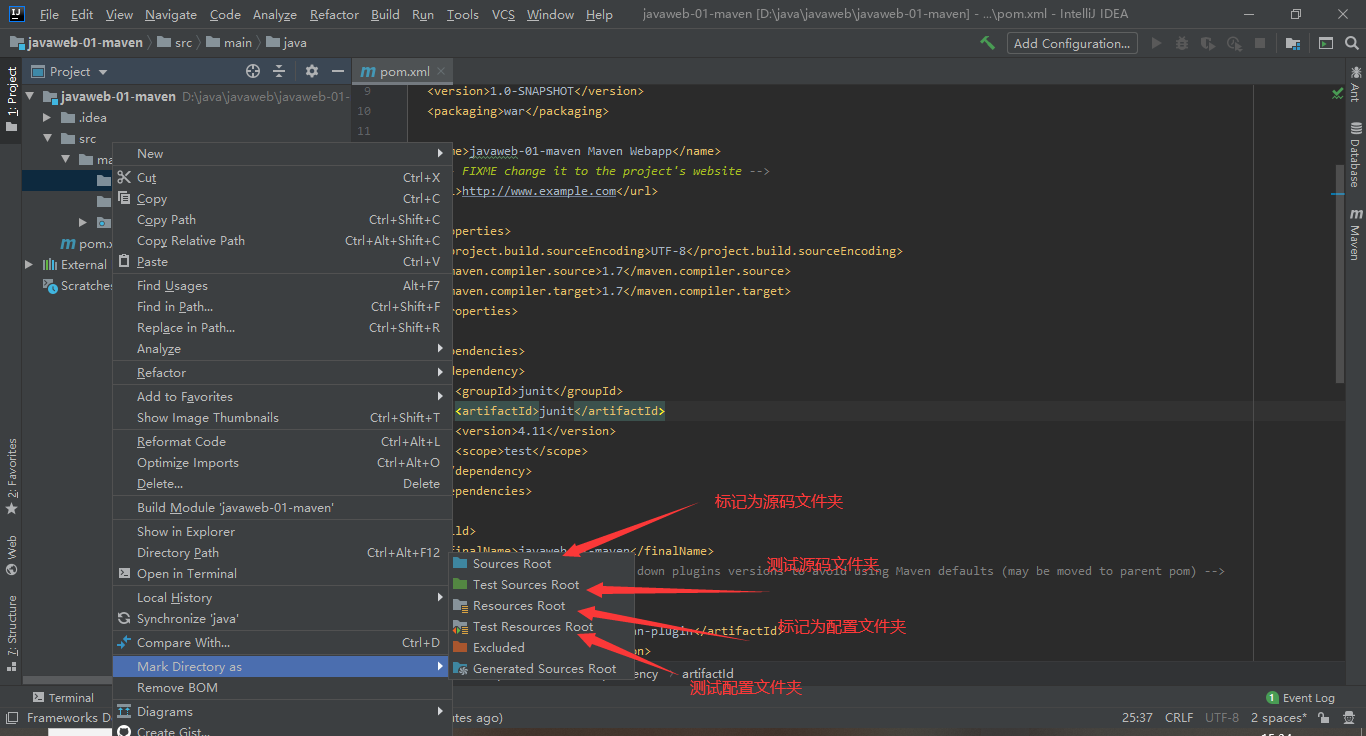 File Edit View Navigate Code Analyze Refactor Build Run Tools VCS Window Help javaweb-01-maven [D:\java\javaweb\javaweb-01-maven] - ...\pom.xml - IntelliJ IDEA
javaweb-01-maven src main java Add Configuration...
1: Project
Project
pom.xml
javaweb-01-maven D:\java\javaweb\javaweb-01-
.idea
src
ma
pom.x
External
Scratches
9 <version>1.0-SNAPSHOT</version>
10 <packaging>war</packaging>
11
e>javaweb-01-maven Maven Webapp</name>
FIXME change it to the project's website -->
>http://www.example.com</url>
perties>
project.build.sourceEncoding>UTF-8</project.build.sourceEncoding>
maven.compiler.source>1.7</maven.compiler.source>
maven.compiler.target>1.7</maven.compiler.target>
roperties>
pendencies>
dependency>
<groupId>junit</groupId>
<artifactId>junit</artifactId>
<version>4.11</version>
<scope>test</scope>
/dependency>
ependencies>
ild>
finalName>javaweb-01-maven</finalName>
down plugins versions to avoid using Maven defaults (may be moved to parent pom) -->
n-plugin</artifactId>
on>
New
Cut Ctrl+X
Copy Ctrl+C
Copy Path Ctrl+Shift+C
Copy Relative Path Ctrl+Alt+Shift+C
Paste Ctrl+V
Find Usages Alt+F7
Find in Path... Ctrl+Shift+F
Replace in Path... Ctrl+Shift+R
Analyze
Refactor
Add to Favorites
Show Image Thumbnails Ctrl+Shift+T
Reformat Code Ctrl+Alt+L
Optimize Imports Ctrl+Alt+O
Delete... Delete
Build Module 'javaweb-01-maven'
Show in Explorer
Directory Path Ctrl+Alt+F12
Open in Terminal
Local History
Synchronize 'java'
Compare With... Ctrl+D
Mark Directory as
Remove BOM
Diagrams
Create Gist...
Sources Root
Test Sources Root
Resources Root
Test Resources Root
Excluded
Generated Sources Root
标记为源码文件夹
测试源码文件夹
标记为配置文件夹
测试配置文件夹
ency artifactId
Ant
Database
Maven
2: Favorites
Web
7: Structure
Terminal
1 Event Log
Frameworks D
utes ago)
25:37 CRLF UTF-8 2 spaces*